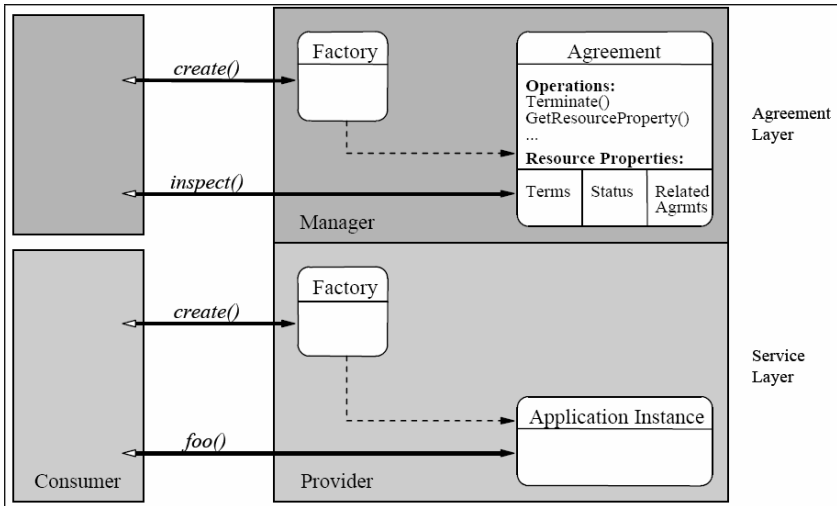 Factory
Agreement
create()
Operations:
Terminate()
GetResourceProperty()
...
Resource Properties:
Agreement
Layer
inspect()
Terms
Status
Related
Agrmts
Manager
Factory
create()
Service
Layer
Application Instance
foo()
Consumer
Provider